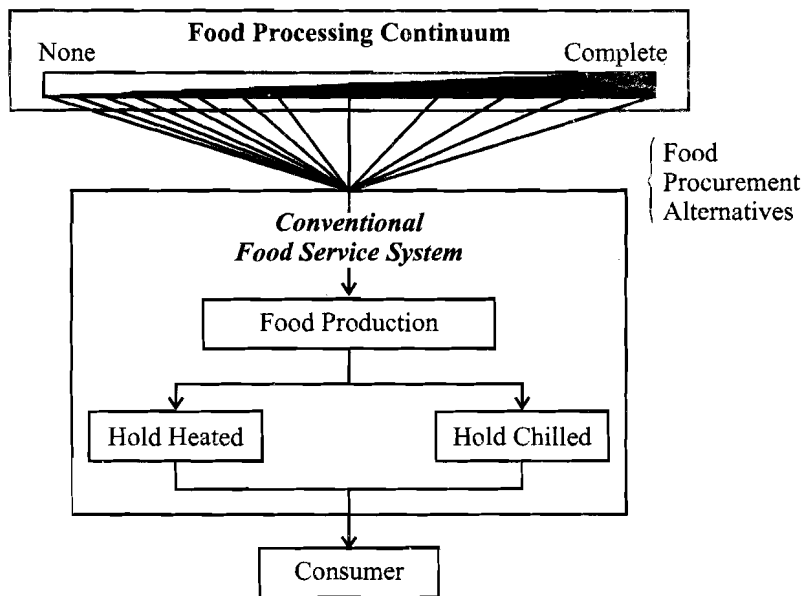 Food Processing Continuum
None
Complete
Food
Procurement
Alternatives
Conventional
Food Service System
Food Production
Hold Heated
Hold Chilled
Consumer